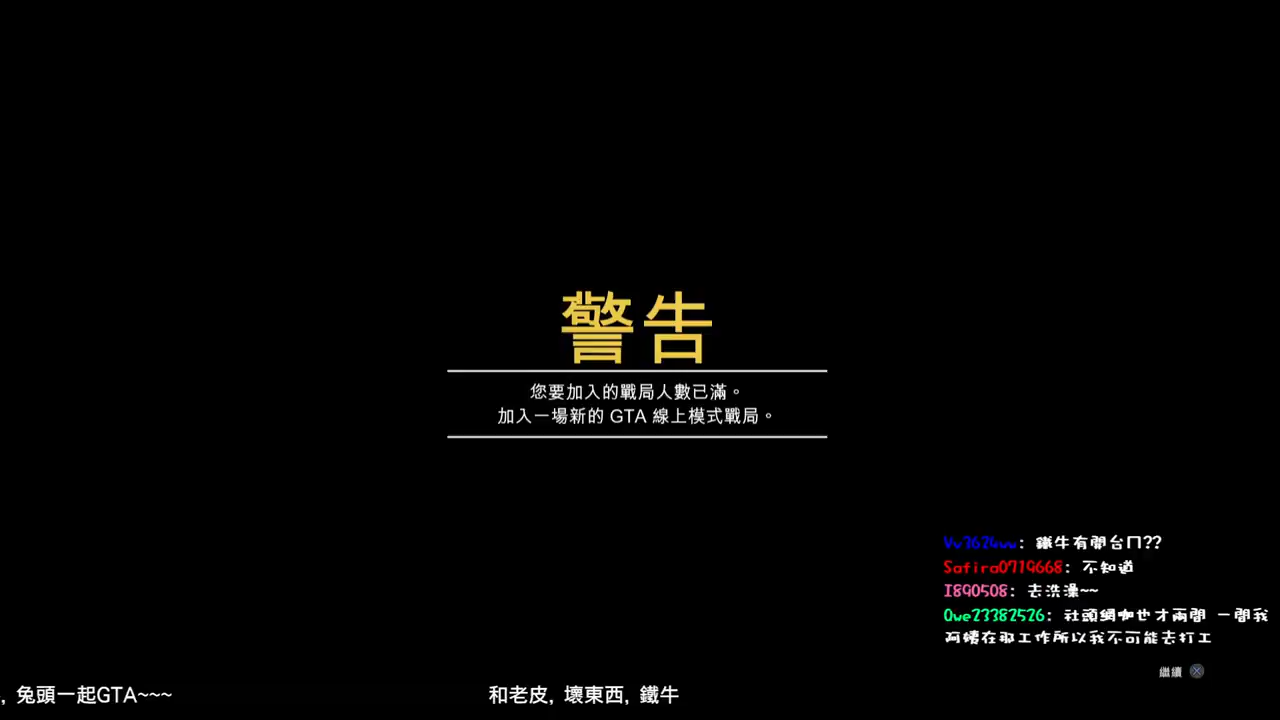 警告
您要加入的戰局人數已滿。
加入一場新的 GTA 線上模式戰局。
Vv3624vv: 鐵牛有開台ㄇ??
Safira0719668: 不知道
I890508: 去洗澡~~
Qwe23382526: 社頭網咖也才兩間 一間我
阿姨在那工作所以我不可能去打工
繼續
, 兔頭一起GTA~~~ 和老皮, 壞東西, 鐵牛